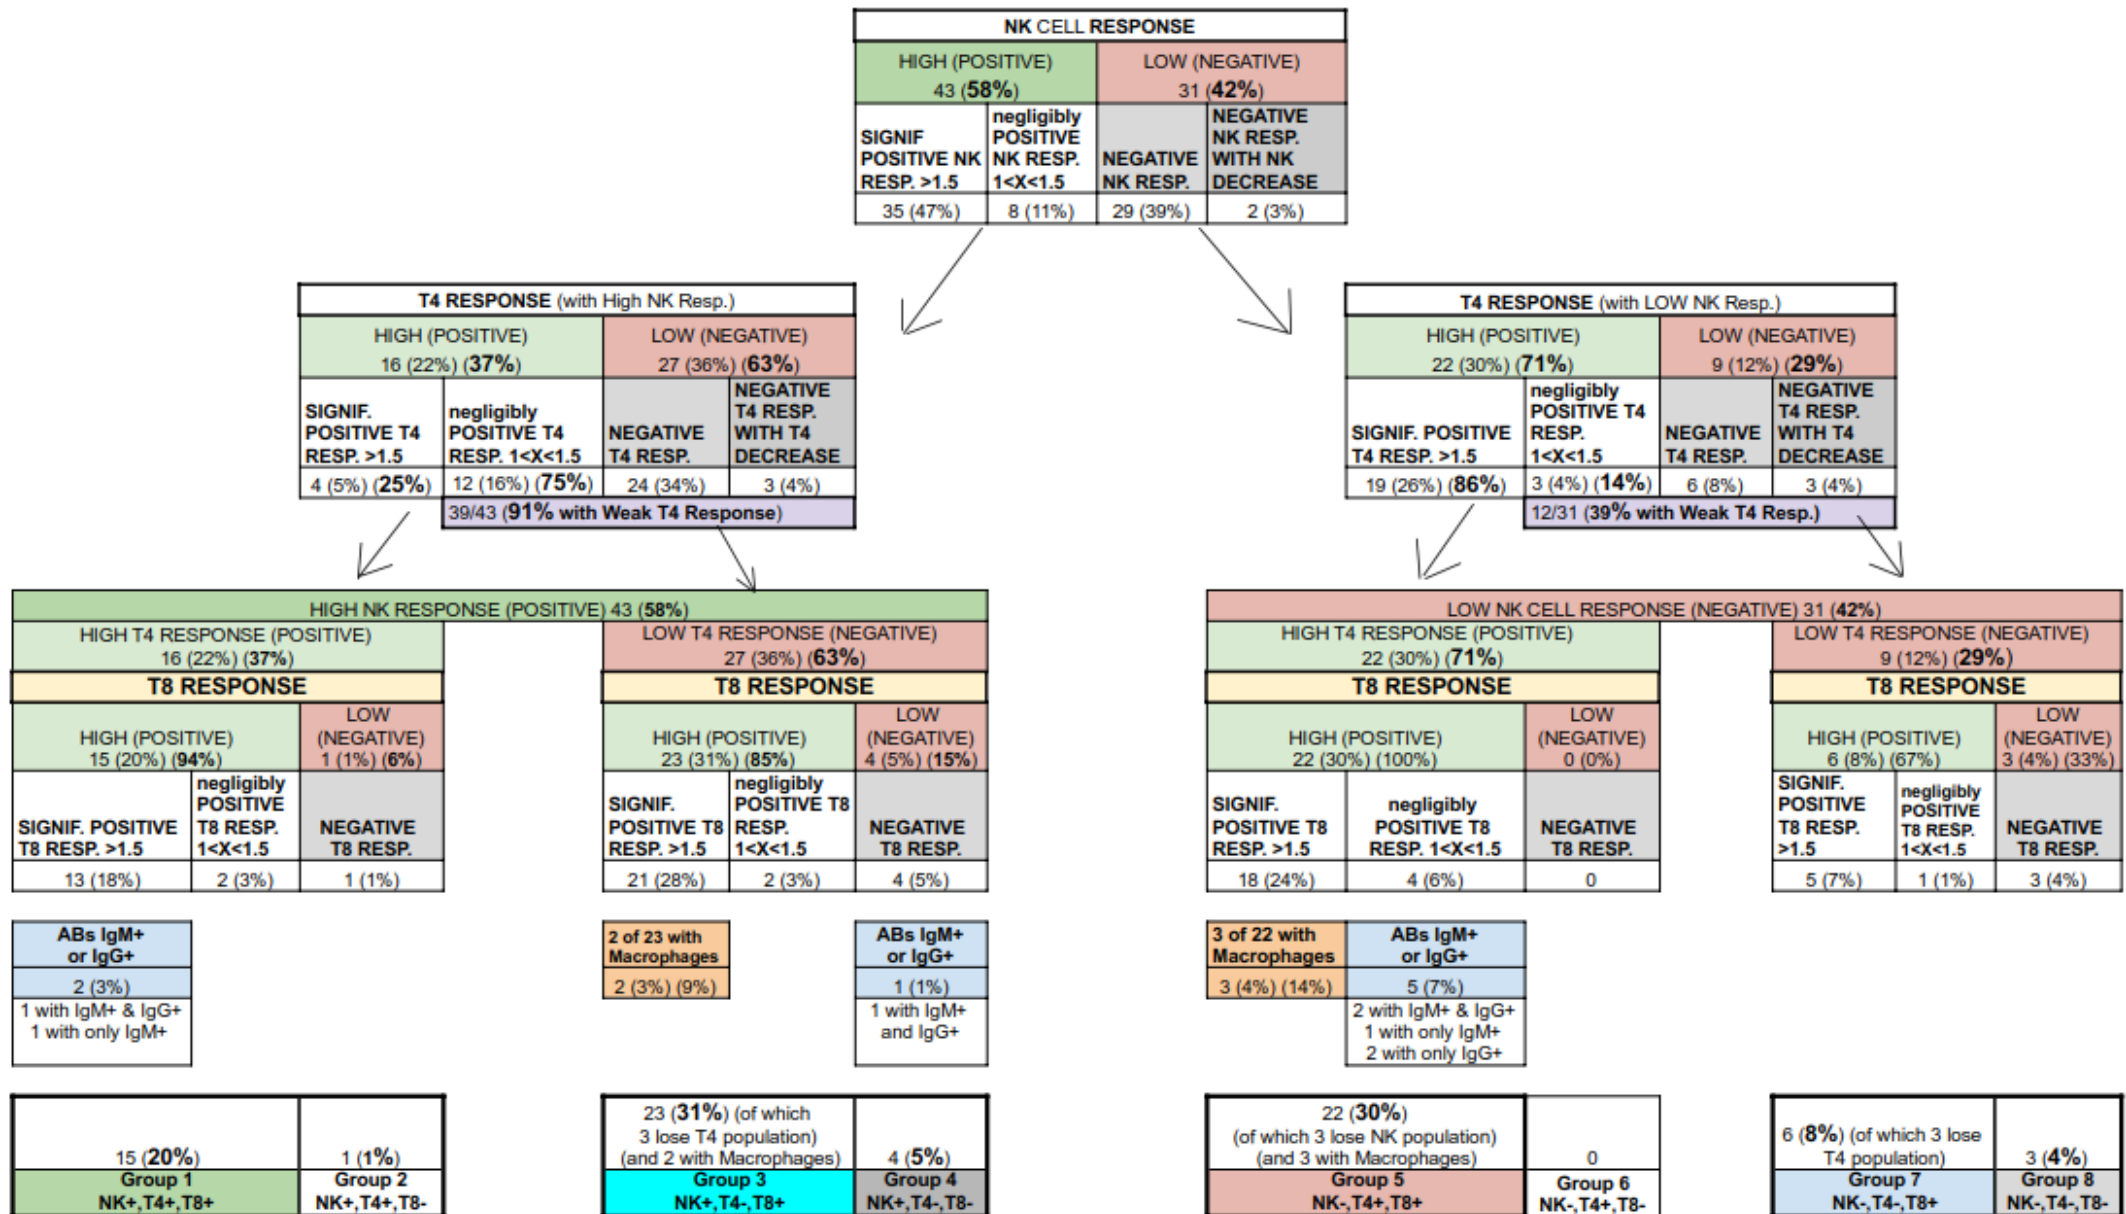 NK CELL RESPONSE
HIGH (POSITIVE)
43 (58%)
LOW (NEGATIVE)
31 (42%)
SIGNIF
POSITIVE NK
RESP. >1.5
negligibly
POSITIVE
NK RESP.
1<X<1.5
NEGATIVE
NK RESP.
NEGATIVE
NK RESP.
WITH NK
DECREASE
35 (47%)
8 (11%)
29 (39%)
2 (3%)
T4 RESPONSE (with High NK Resp.)
HIGH (POSITIVE)
16 (22%) (37%)
LOW (NEGATIVE)
27 (36%) (63%)
SIGNIF.
POSITIVE T4
RESP. >1.5
negligibly
POSITIVE T4
RESP. 1<X<1.5
NEGATIVE
T4 RESP.
NEGATIVE
T4 RESP.
WITH T4
DECREASE
4 (5%) (25%)
12 (16%) (75%)
24 (34%)
3 (4%)
39/43 (91% with Weak T4 Response)
T4 RESPONSE (with LOW NK Resp.)
HIGH (POSITIVE)
22 (30%) (71%)
LOW (NEGATIVE)
9 (12%) (29%)
SIGNIF. POSITIVE
T4 RESP. >1.5
negligibly
POSITIVE T4
RESP.
1<X<1.5
NEGATIVE
T4 RESP.
NEGATIVE
T4 RESP.
WITH T4
DECREASE
19 (26%) (86%)
3 (4%) (14%)
6 (8%)
3 (4%)
12/31 (39% with Weak T4 Resp.)
HIGH NK RESPONSE (POSITIVE) 43 (58%)
HIGH T4 RESPONSE (POSITIVE)
16 (22%) (37%)
T8 RESPONSE
HIGH (POSITIVE)
15 (20%) (94%)
LOW
(NEGATIVE)
1 (1%) (6%)
SIGNIF. POSITIVE
T8 RESP. >1.5
negligibly
POSITIVE
T8 RESP.
1<X<1.5
NEGATIVE
T8 RESP.
13 (18%)
2 (3%)
1 (1%)
LOW T4 RESPONSE (NEGATIVE)
27 (36%) (63%)
T8 RESPONSE
HIGH (POSITIVE)
23 (31%) (85%)
LOW
(NEGATIVE)
4 (5%) (15%)
SIGNIF.
POSITIVE T8
RESP. >1.5
negligibly
POSITIVE T8
RESP.
1<X<1.5
NEGATIVE
T8 RESP.
21 (28%)
2 (3%)
4 (5%)
LOW NK CELL RESPONSE (NEGATIVE) 31 (42%)
HIGH T4 RESPONSE (POSITIVE)
22 (30%) (71%)
T8 RESPONSE
HIGH (POSITIVE)
22 (30%) (100%)
LOW
(NEGATIVE)
0 (0%)
SIGNIF.
POSITIVE T8
RESP. >1.5
negligibly
POSITIVE T8
RESP. 1<X<1.5
NEGATIVE
T8 RESP.
18 (24%)
4 (6%)
0
LOW T4 RESPONSE (NEGATIVE)
9 (12%) (29%)
T8 RESPONSE
HIGH (POSITIVE)
6 (8%) (67%)
LOW
(NEGATIVE)
3 (4%) (33%)
SIGNIF.
POSITIVE
T8 RESP.
>1.5
negligibly
POSITIVE
T8 RESP.
1<X<1.5
NEGATIVE
T8 RESP.
5 (7%)
1 (1%)
3 (4%)
ABs IgM+
or IgG+
2 (3%)
1 with IgM+ & IgG+
1 with only IgM+
2 of 23 with
Macrophages
2 (3%) (9%)
ABs IgM+
or IgG+
1 (1%)
1 with IgM+
and IgG+
3 of 22 with
Macrophages
3 (4%) (14%)
ABs IgM+
or IgG+
5 (7%)
2 with IgM+ & IgG+
1 with only IgM+
2 with only IgG+
15 (20%)
Group 1
NK+,T4+,T8+
1 (1%)
Group 2
NK+,T4+,T8-
23 (31%) (of which
3 lose T4 population)
(and 2 with Macrophages)
Group 3
NK+,T4-,T8+
4 (5%)
Group 4
NK+,T4-,T8-
22 (30%)
(of which 3 lose NK population)
(and 3 with Macrophages)
Group 5
NK-,T4+,T8+
0
Group 6
NK-,T4+,T8-
6 (8%) (of which 3 lose
T4 population)
Group 7
NK-,T4-,T8+
3 (4%)
Group 8
NK-,T4-,T8-